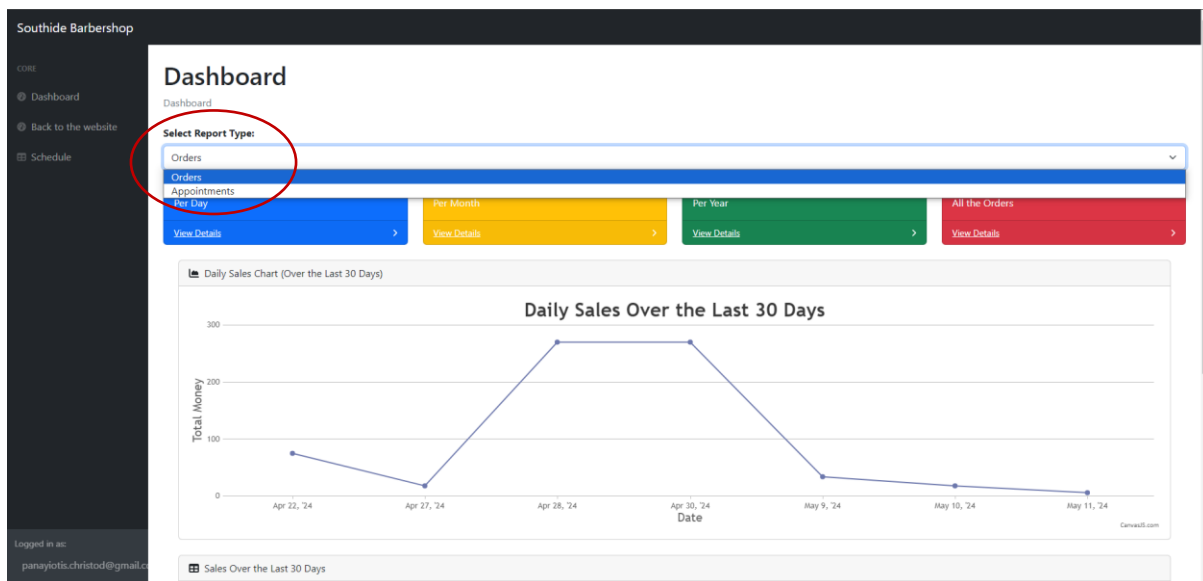 Southide Barbershop
CORE
Dashboard
Back to the website
Schedule
Dashboard
Dashboard
Select Report Type:
Orders
Orders
Appointments
Per Day
Per Month
Per Year
All the Orders
View Details
View Details
View Details
View Details
Daily Sales Chart (Over the Last 30 Days)
Daily Sales Over the Last 30 Days
300
200
100
0
Total Money
Apr 22, '24
Apr 27, '24
Apr 28, '24
Apr 30, '24
May 9, '24
May 10, '24
May 11, '24
Date
CanvasJS.com
Logged in as:
panayiotis.christod@gmail.c
Sales Over the Last 30 Days